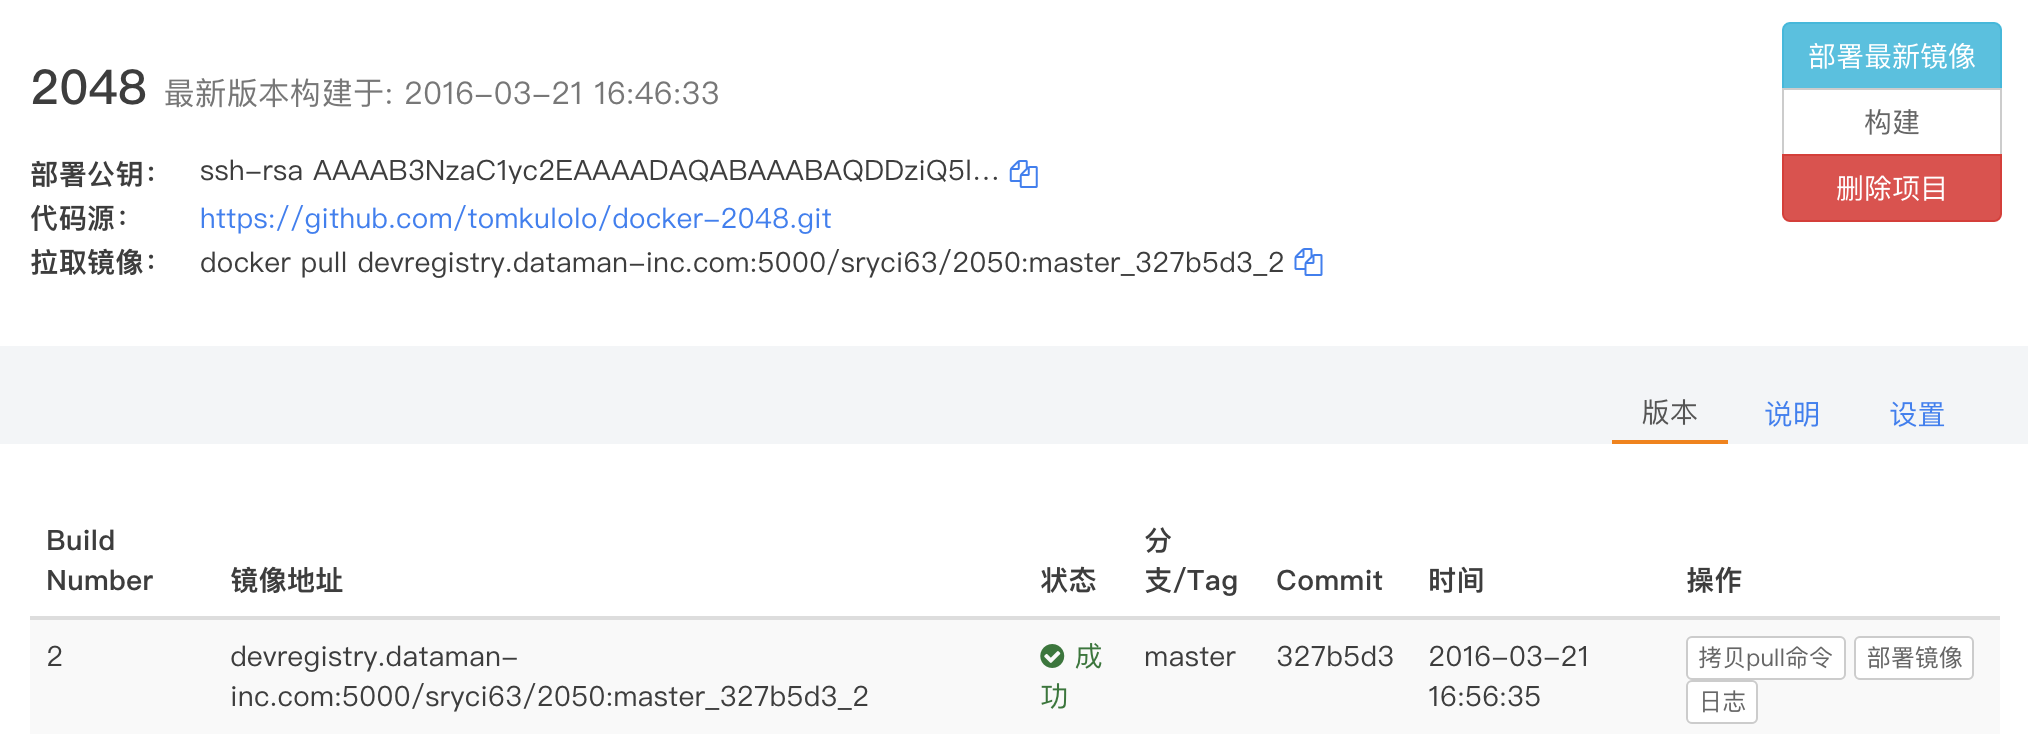 2048 最新版本构建于: 2016-03-21 16:46:33
部署最新镜像
构建
删除项目
部署公钥: ssh-rsa AAAAB3NzaC1yc2EAAAADAQABAAABAQDDziQ5I...
代码源: https://github.com/tomkulolo/docker-2048.git
拉取镜像: docker pull devregistry.dataman-inc.com:5000/sryci63/2050:master_327b5d3_2
版本 说明 设置
Build Number 镜像地址 状态 分支/Tag Commit 时间 操作
2 devregistry.dataman-inc.com:5000/sryci63/2050:master_327b5d3_2 成功 master 327b5d3 2016-03-21 16:56:35 拷贝pull命令 部署镜像 日志